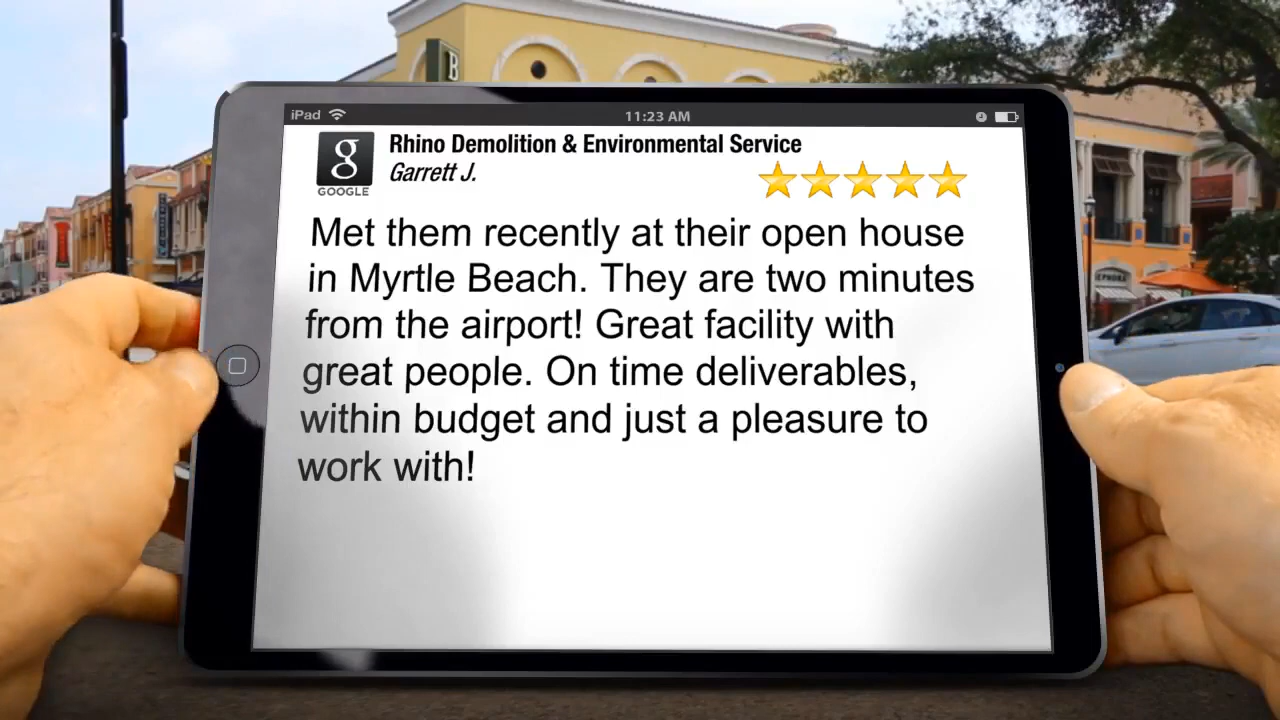 B
iPad
11:23 AM
g
GOOGLE
Rhino Demolition & Environmental Service
Garrett J.
Met them recently at their open house
in Myrtle Beach. They are two minutes
from the airport! Great facility with
great people. On time deliverables,
within budget and just a pleasure to
work with!
SEPHORA